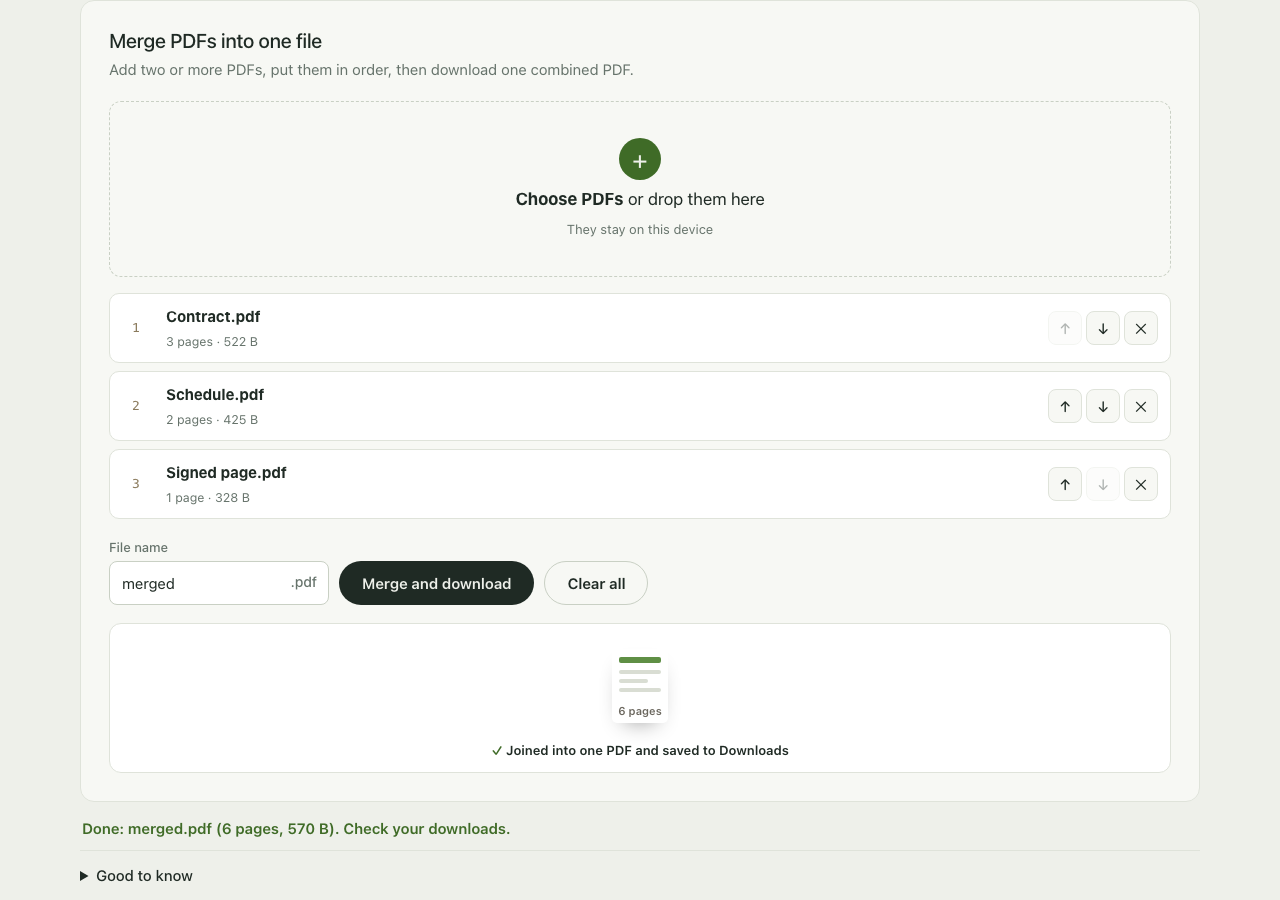 Merge PDFs into one file
Add two or more PDFs, put them in order, then download one combined PDF.
Choose PDFs or drop them here
They stay on this device
1
Contract.pdf
3 pages · 522 B
2
Schedule.pdf
2 pages · 425 B
3
Signed page.pdf
1 page · 328 B
File name
merged .pdf
Merge and download
Clear all
6 pages
✓ Joined into one PDF and saved to Downloads
Done: merged.pdf (6 pages, 570 B). Check your downloads.
Good to know